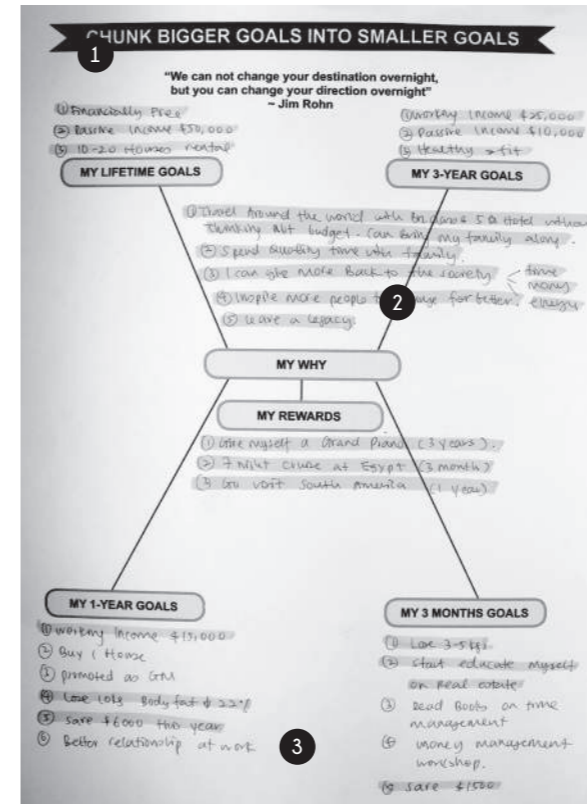 1
CHUNK BIGGER GOALS INTO SMALLER GOALS
"We can not change your destination overnight,
but you can change your direction overnight"
~ Jim Rohn
① Financially Free
② Passive Income $50,000
③ 10-20 Houses rental
MY LIFETIME GOALS
① working Income $25,000
② Passive Income $10,000
③ Healthy & fit
MY 3-YEAR GOALS
① Travel Around the world with 5 Hotel without
thinking abt budget. Can bring my family along.
② Spend quality time with family.
③ I can give more Back to the society < time
money
energy
④ Inspire more people to for better.
⑤ Leave a Legacy.
2
MY WHY
MY REWARDS
① Give myself a Grand Piano (3 years).
② 7 Night cruise at Egypt (3 month)
③ Go visit South America (1 year)
MY 1-YEAR GOALS
① working Income $15,000
② Buy 1 House
③ promoted as GM
④ Lose 10kg Body fat ↓ 22%
⑤ save $6000 this year
⑥ Better relationship at work
MY 3 MONTHS GOALS
① Lose 3-5kg.
② start educate myself
on Real estate
③ Read Books on time
management
④ money management
workshop.
⑤ save $1500
3